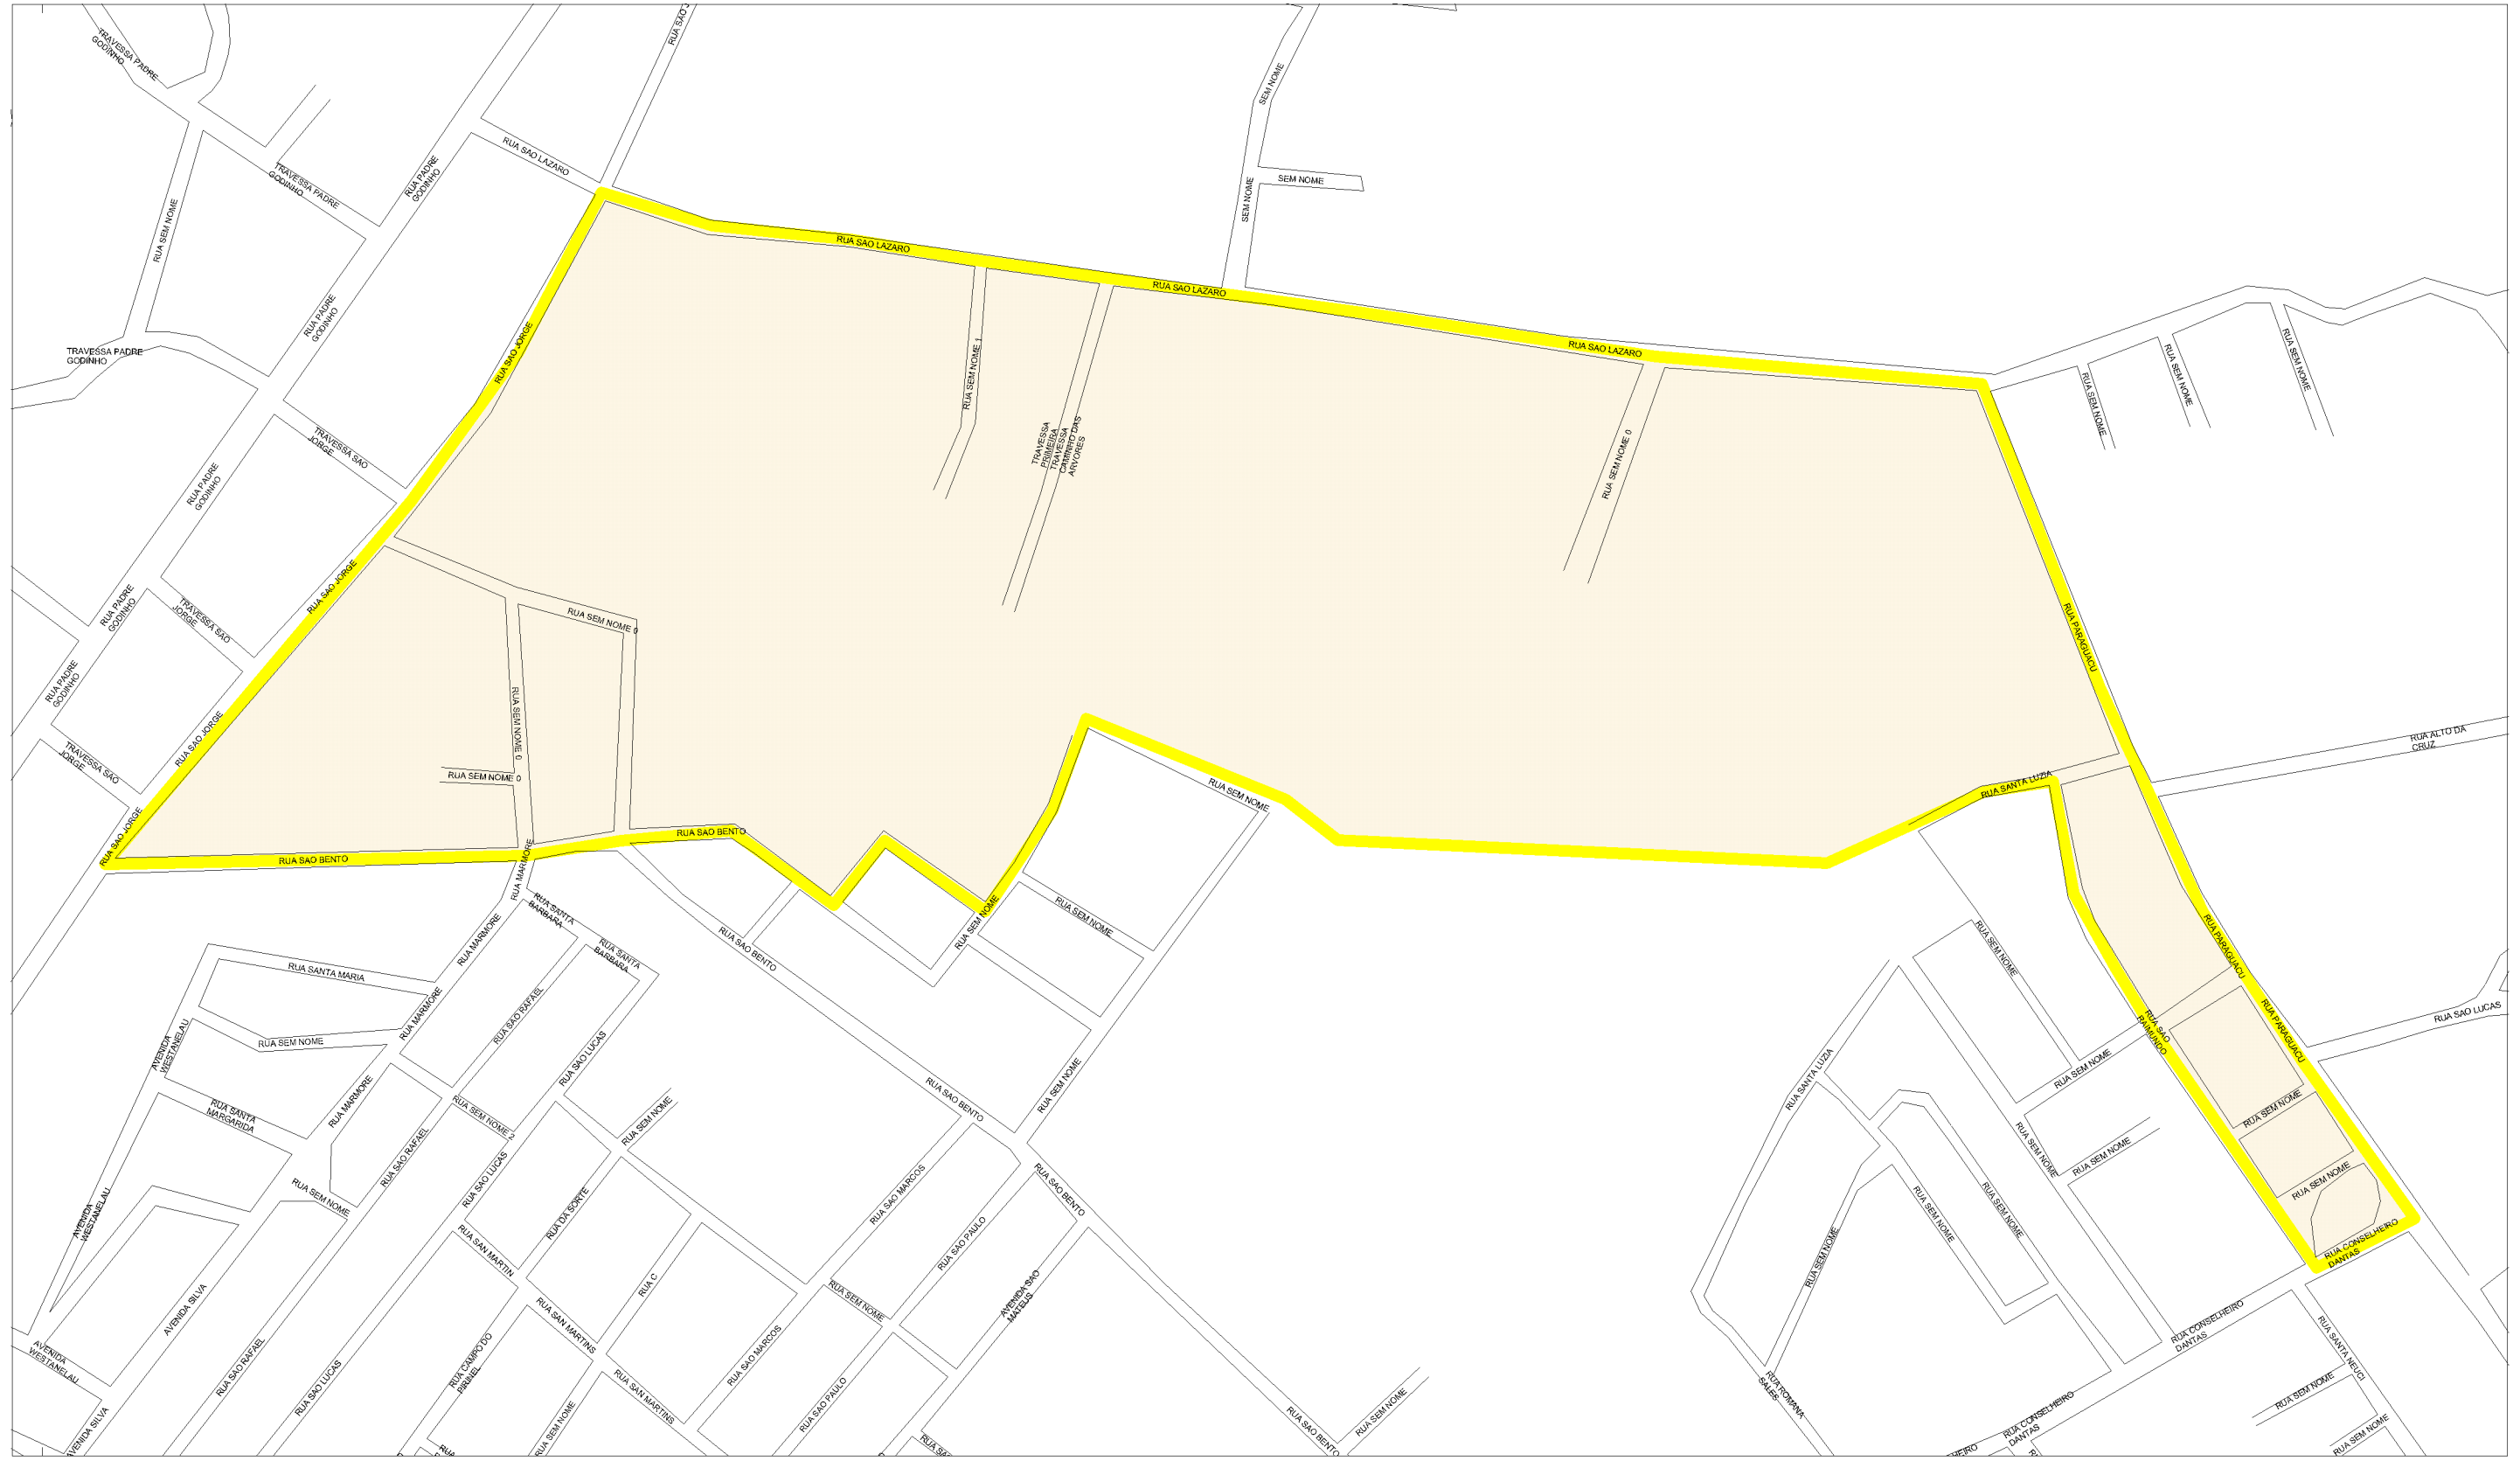 TRAVESSA PADRE
GODINHO
RUA SAO J
SEM NOME
RUA SAO LAZARO
TRAVESSA PADRE
GODINHO
RUA PADRE
GODINHO
SEM NOME
SEM NOME
RUA SEM NOME
RUA SAO LAZARO
RUA SAO LAZARO
RUA SAO LAZARO
RUA PADRE
GODINHO
RUA SAO JORGE
TRAVESSA PADRE
GODINHO
RUA SEM NOME 1
RUA SEM NOME
RUA SEM NOME
RUA SEM NOME
TRAVESSA
PRIMEIRA
TRAVESSA
CAMINHO DAS
ARVORES
RUA SEM NOME 0
TRAVESSA SAO
JORGE
RUA PADRE
GODINHO
RUA SAO JORGE
RUA PADRE
GODINHO
TRAVESSA SAO
JORGE
RUA SEM NOME 0
RUA PARAGUACU
RUA PADRE
GODINHO
RUA SAO JORGE
RUA SEM NOME 0
RUA ALTO DA
CRUZ
TRAVESSA SAO
JORGE
RUA SEM NOME 0
RUA SANTA LUZIA
RUA SEM NOME
RUA SAO JORGE
RUA SAO BENTO
RUA SAO BENTO
RUA MARMORE
RUA SANTA
BARBARA
RUA SEM NOME
RUA SEM NOME
RUA MARMORE
RUA SANTA
BARBARA
RUA SAO BENTO
RUA SEM NOME
RUA PARAGUACU
RUA SANTA MARIA
RUA MARMORE
RUA SAO RAFAEL
RUA SAO LUCAS
RUA PARAGUACU
AVENIDA
WESTANELAU
RUA SEM NOME
RUA SAO
RAIMUNDO
RUA SAO LUCAS
RUA SEM NOME
RUA SEM NOME
RUA SANTA LUZIA
RUA SANTA
MARGARIDA
RUA MARMORE
RUA SEM NOME 2
RUA SEM NOME
RUA SAO BENTO
RUA SEM NOME
RUA SEM NOME
RUA SEM NOME
RUA SAO RAFAEL
RUA SAO LUCAS
RUA SAO MARCOS
RUA SAO BENTO
RUA SEM NOME
RUA SEM NOME
RUA SEM NOME
AVENIDA
WESTANELAU
RUA DA SORTE
RUA SAO PAULO
RUA SEM NOME
RUA SEM NOME
RUA CONSELHEIRO
DANTAS
RUA SAN MARTIN
RUA C
RUA SEM NOME
AVENIDA SAO
MATEUS
AVENIDA SILVA
RUA SAN MARTINS
RUA CONSELHEIRO
DANTAS
RUA SANTA NEUCI
AVENIDA
WESTANELAU
RUA SAO RAFAEL
RUA SAO LUCAS
RUA CAMPO DO
PIRINEL
RUA SAN MARTINS
RUA SAO MARCOS
RUA SAO PAULO
RUA SAO BENTO
RUA SEM NOME
RUA ROMANA
SALES
RUA CONSELHEIRO
DANTAS
RUA SEM NOME
RUA SEM NOME
AVENIDA SILVA
RUA SEM NOME
RUA
RUA SA
HEIRO